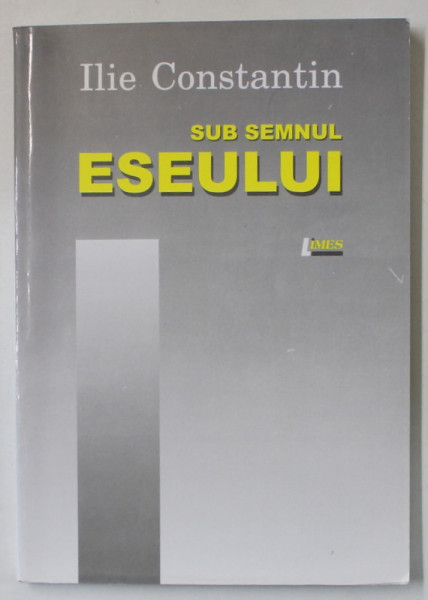 Ilie Constantin
SUB SEMNUL
ESEULUI
LiMES